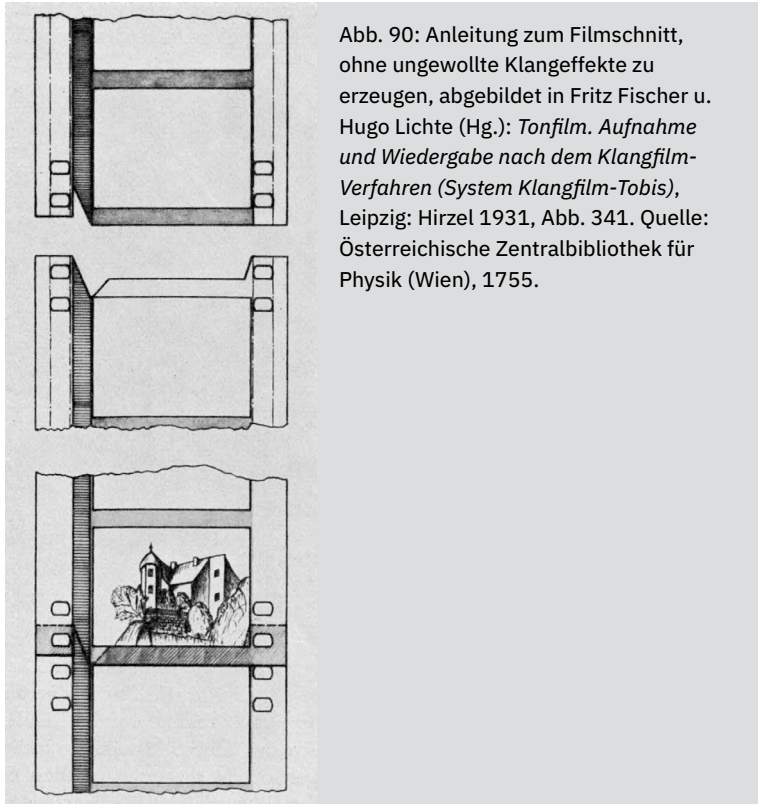 Abb. 90: Anleitung zum Filmschnitt,
ohne ungewollte Klangeffekte zu
erzeugen, abgebildet in Fritz Fischer u.
Hugo Lichte (Hg.): Tonfilm. Aufnahme
und Wiedergabe nach dem Klangfilm-
Verfahren (System Klangfilm-Tobis),
Leipzig: Hirzel 1931, Abb. 341. Quelle:
Österreichische Zentralbibliothek für
Physik (Wien), 1755.